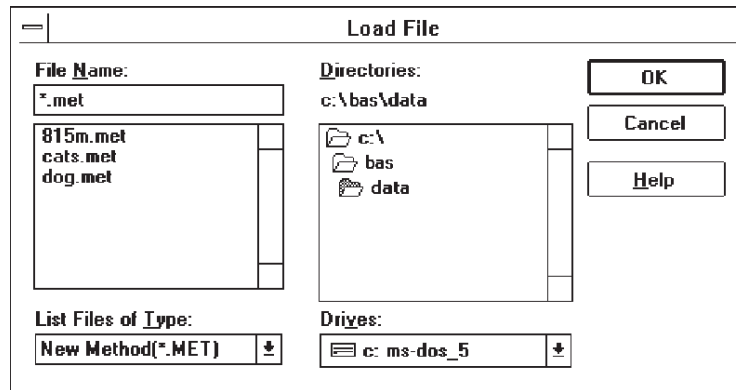 Load File
File Name:
*.met
815m.met
cats.met
dog.met
List Files of Type:
New Method(*.MET)
Directories:
c:\bas\data
c:\
bas
data
Drives:
c: ms-dos_5
OK
Cancel
Help